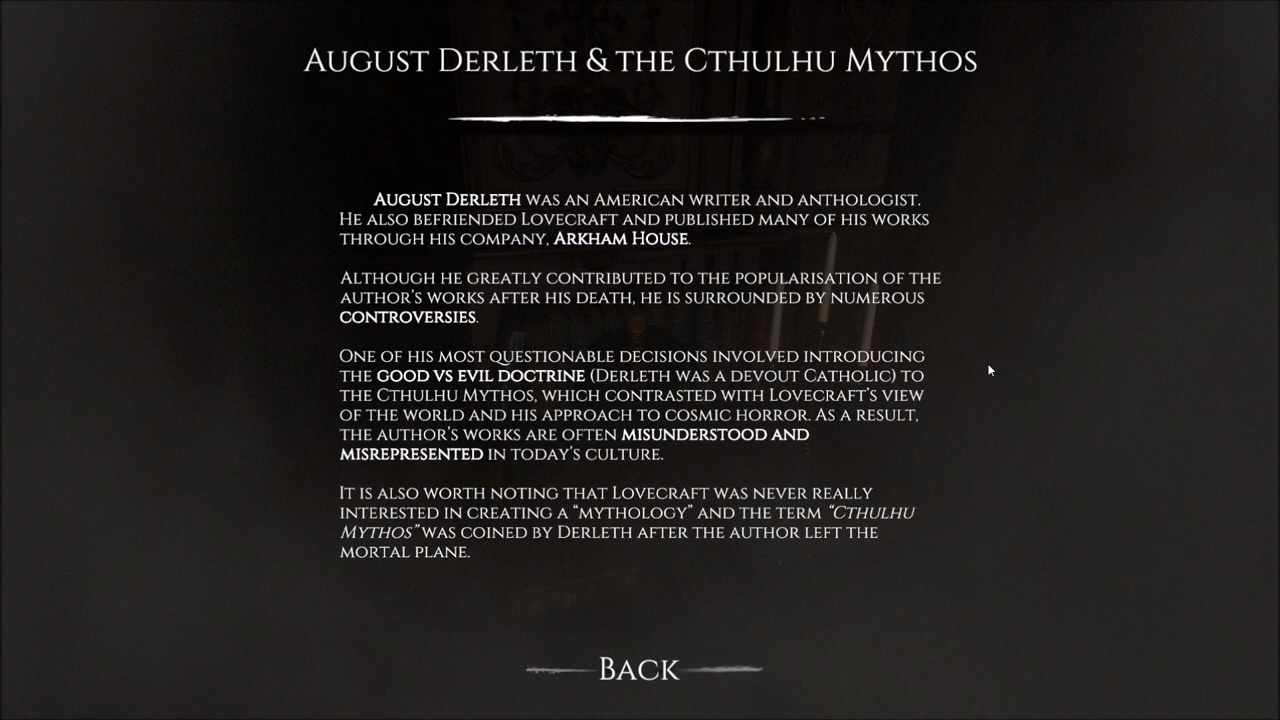 August Derleth & the Cthulhu Mythos
August Derleth was an American writer and anthologist.
He also befriended Lovecraft and published many of his works
through his company, Arkham House.
Although he greatly contributed to the popularisation of the
author's works after his death, he is surrounded by numerous
controversies.
One of his most questionable decisions involved introducing
the good vs evil doctrine (Derleth was a devout Catholic) to
the Cthulhu Mythos, which contrasted with Lovecraft's view
of the world and his approach to cosmic horror. As a result,
the author's works are often misunderstood and
misrepresented in today's culture.
It is also worth noting that Lovecraft was never really
interested in creating a “mythology” and the term “Cthulhu
Mythos” was coined by Derleth after the author left the
mortal plane.
Back